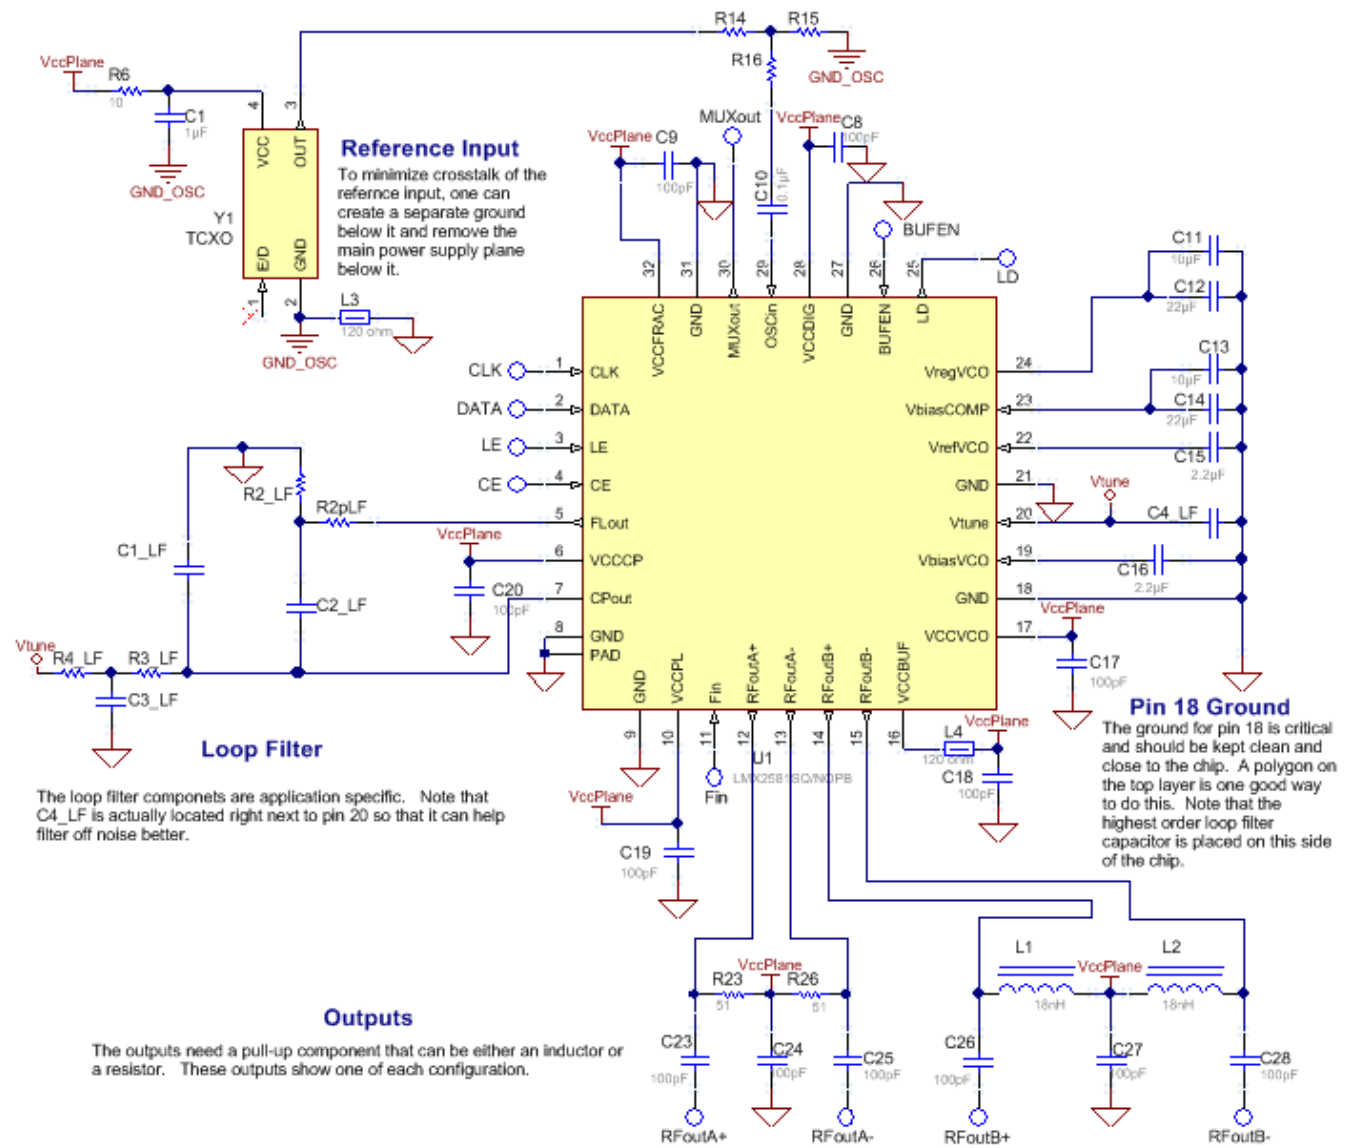 R14
R15
R16
GND_OSC
VccPlane
R6
10
C1
1µF
GND_OSC
4
3
VCC
OUT
Y1
TCXO
E/D
GND
1
2
L3
120 ohm
GND_OSC
Reference Input
To minimize crosstalk of the
refernce input, one can
create a separate ground
below it and remove the
main power supply plane
below it.
MUXout
VccPlane
C8
100pF
VccPlane
C9
100pF
C10
0.1µF
BUFEN
LD
32
31
30
29
28
27
26
25
VCCFRAC
GND
MUXout
OSCin
VCCDIG
GND
BUFEN
LD
C11
10µF
C12
22µF
C13
10µF
C14
22µF
C15
2.2µF
Vtune
C4_LF
C16
2.2µF
CLK
1
CLK
DATA
2
DATA
LE
3
LE
CE
4
CE
5
FLout
6
VCCCP
7
CPout
8
GND
PAD
VregVCO
24
VbiasCOMP
23
VrefVCO
22
GND
21
Vtune
20
VbiasVCO
19
GND
18
VCCVCO
17
VccPlane
C17
100pF
R2_LF
R2pLF
C1_LF
C2_LF
VccPlane
C20
100pF
Vtune
R4_LF
R3_LF
C3_LF
GND
VCCPL
Fin
RFoutA+
RFoutA-
RFoutB+
RFoutB-
VCCBUF
9
10
11
12
13
14
15
16
U1
LMX2581SQ/NOPB
Fin
VccPlane
C19
100pF
L4
120 ohm
VccPlane
C18
100pF
Loop Filter
The loop filter componets are application specific. Note that
C4_LF is actually located right next to pin 20 so that it can help
filter off noise better.
Pin 18 Ground
The ground for pin 18 is critical
and should be kept clean and
close to the chip. A polygon on
the top layer is one good way
to do this. Note that the
highest order loop filter
capacitor is placed on this side
of the chip.
VccPlane
R23
51
R26
51
L1
18nH
VccPlane
L2
18nH
Outputs
The outputs need a pull-up component that can be either an inductor or
a resistor. These outputs show one of each configuration.
C23
100pF
C24
100pF
C25
100pF
C26
100pF
C27
100pF
C28
100pF
RFoutA+
RFoutA-
RFoutB+
RFoutB-